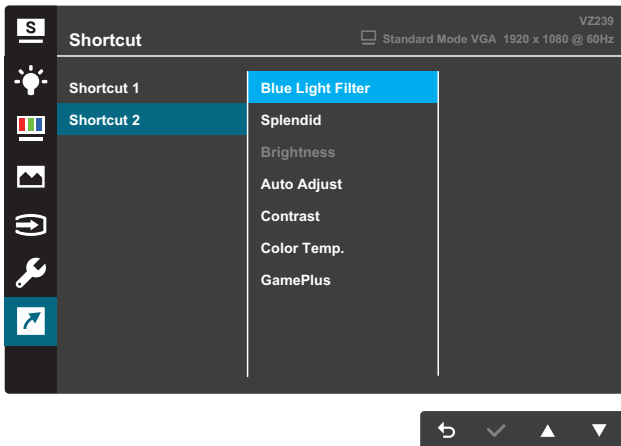 S
VZ239
Shortcut
Standard Mode VGA 1920 x 1080 @ 60Hz
Shortcut 1
Shortcut 2
Blue Light Filter
Splendid
Brightness
Auto Adjust
Contrast
Color Temp.
GamePlus